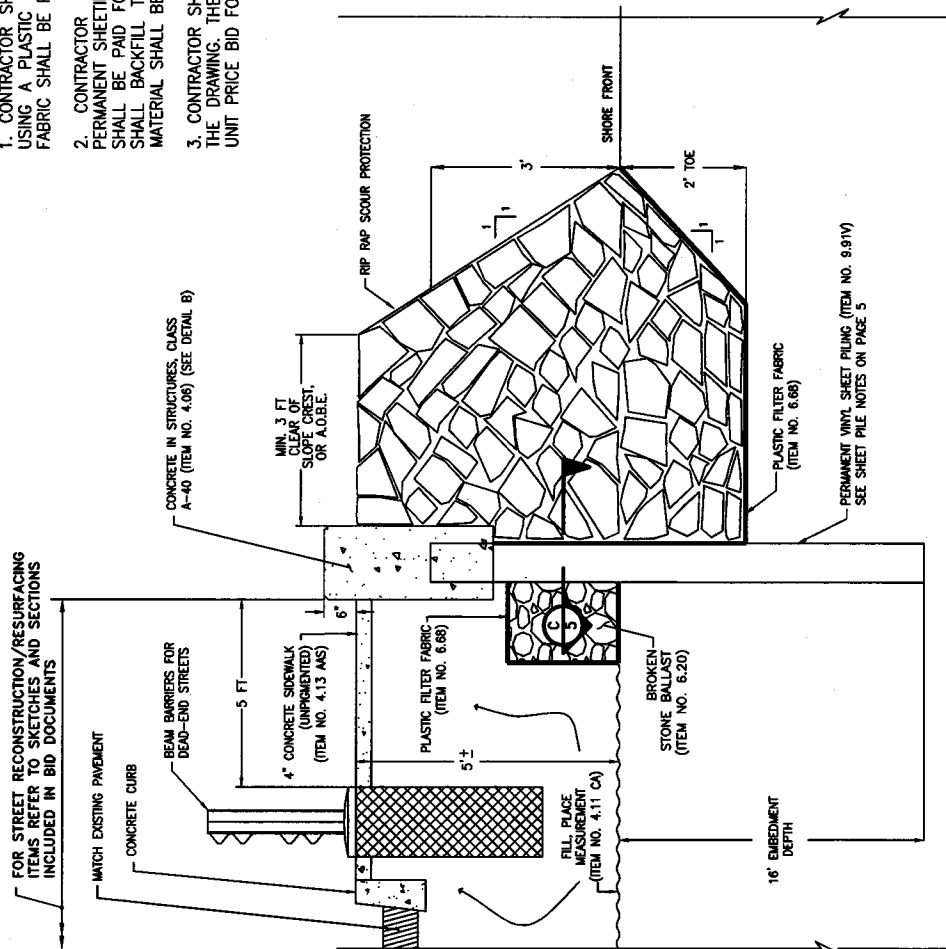 1. CONTRACTOR SH
USING A PLASTIC
FABRIC SHALL BE
2. CONTRACTOR
PERMANENT SHEETI
SHALL BE PAID FO
SHALL BACKFILL T
MATERIAL SHALL BE
3. CONTRACTOR SH
THE DRAWING. THE
UNIT PRICE BID FO
FOR STREET RECONSTRUCTION/RESURFACING
ITEMS REFER TO SKETCHES AND SECTIONS
INCLUDED IN BID DOCUMENTS
MATCH EXISTING PAVEMENT
CONCRETE CURB
BEAM BARRIERS FOR
DEAD-END STREETS
5 FT
6"
4" CONCRETE SIDEWALK
(UNPIGMENTED)
(ITEM NO. 4.13 AAS)
CONCRETE IN STRUCTURES, CLASS
A-40 (ITEM NO. 4.06) (SEE DETAIL B)
MIN. 3 FT
CLEAR OF
SLOPE CREST,
OR A.O.B.E.
RIP RAP SCOUR PROTECTION
1
1
3'
SHORE FRONT
2' TOE
1
1
PLASTIC FILTER FABRIC
(ITEM NO. 6.68)
5'±
C
5
FILL, PLACE
MEASUREMENT
(ITEM NO. 4.11 CA)
BROKEN
STONE BALLAST
(ITEM NO. 6.20)
16' EMBEDMENT
DEPTH
PLASTIC FILTER FABRIC
(ITEM NO. 6.68)
PERMANENT VINYL SHEET PILING (ITEM NO. 9.91V)
SEE SHEET PILE NOTES ON PAGE 5